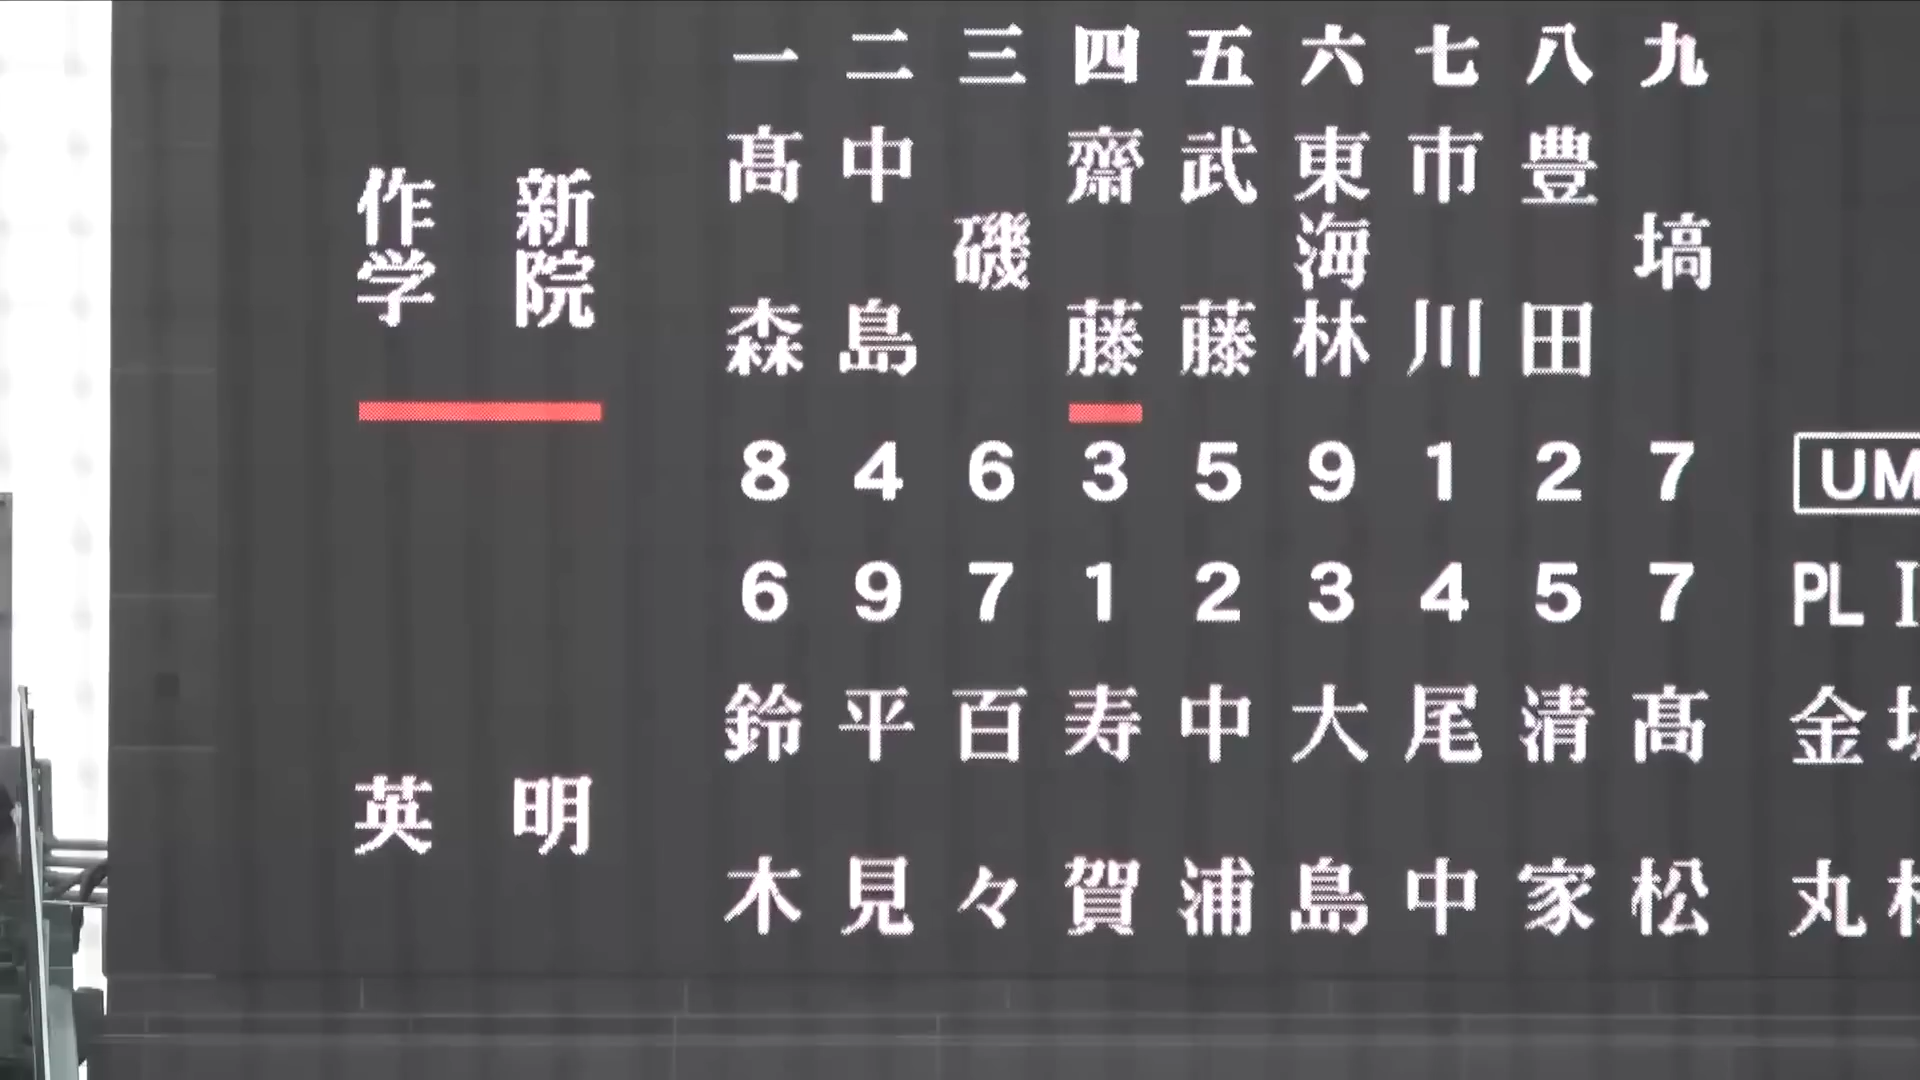 一 二 三 四 五 六 七 八 九
作新学院
髙森 中島 磯 齋藤 武藤 東海林 市川 豊田 塙
8 4 6 3 5 9 1 2 7
UM
6 9 7 1 2 3 4 5 7
PL
英明
鈴木 平見 百々 寿賀 中浦 大島 尾中 清家 髙松
金丸